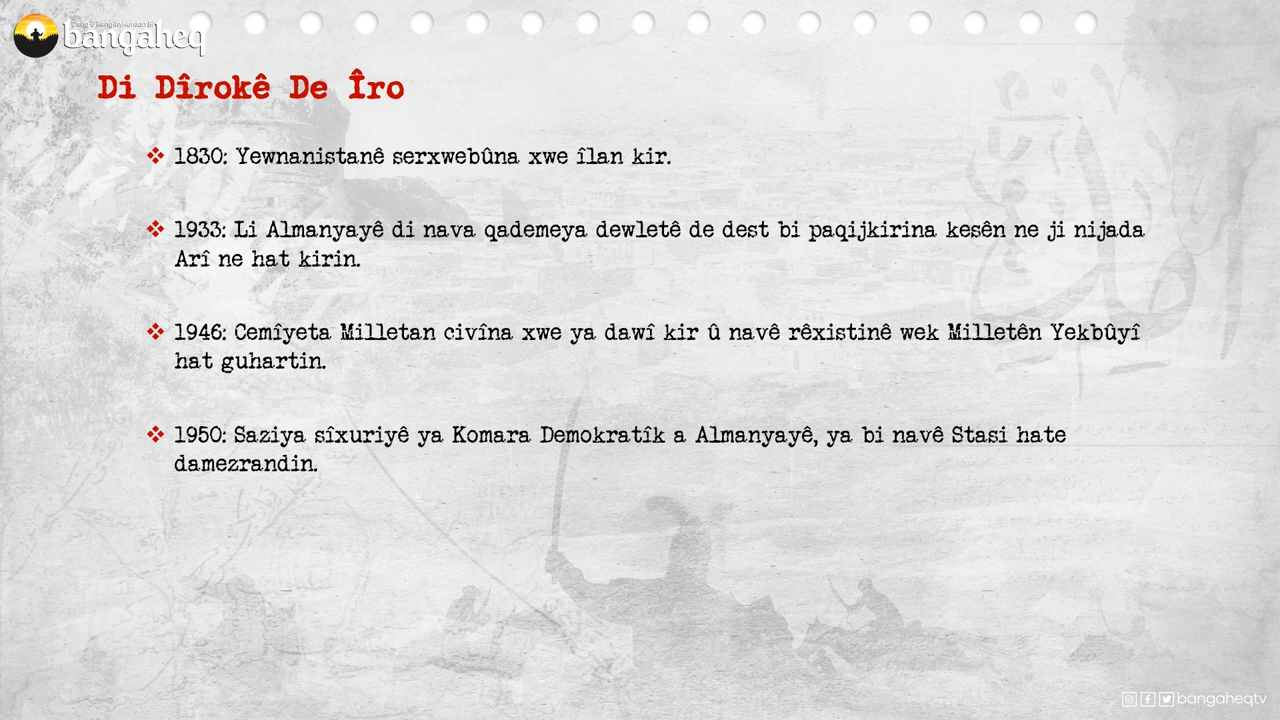 bangaheq
Di Dîrokê De Îro
1830: Yewnanistanê serxwebûna xwe îlan kir.
1933: Li Almanyayê di nava qademeya dewletê de dest bi paqijkirina kesên ne ji nijada
Arî ne hat kirin.
1946: Cemîyeta Milletan civîna xwe ya dawî kir û navê rêxistinê wek Milletên Yekbûyî
hat guhartin.
1950: Saziya sîxuriyê ya Komara Demokratîk a Almanyayê, ya bi navê Stasi hate
damezrandin.
bangaheqtv